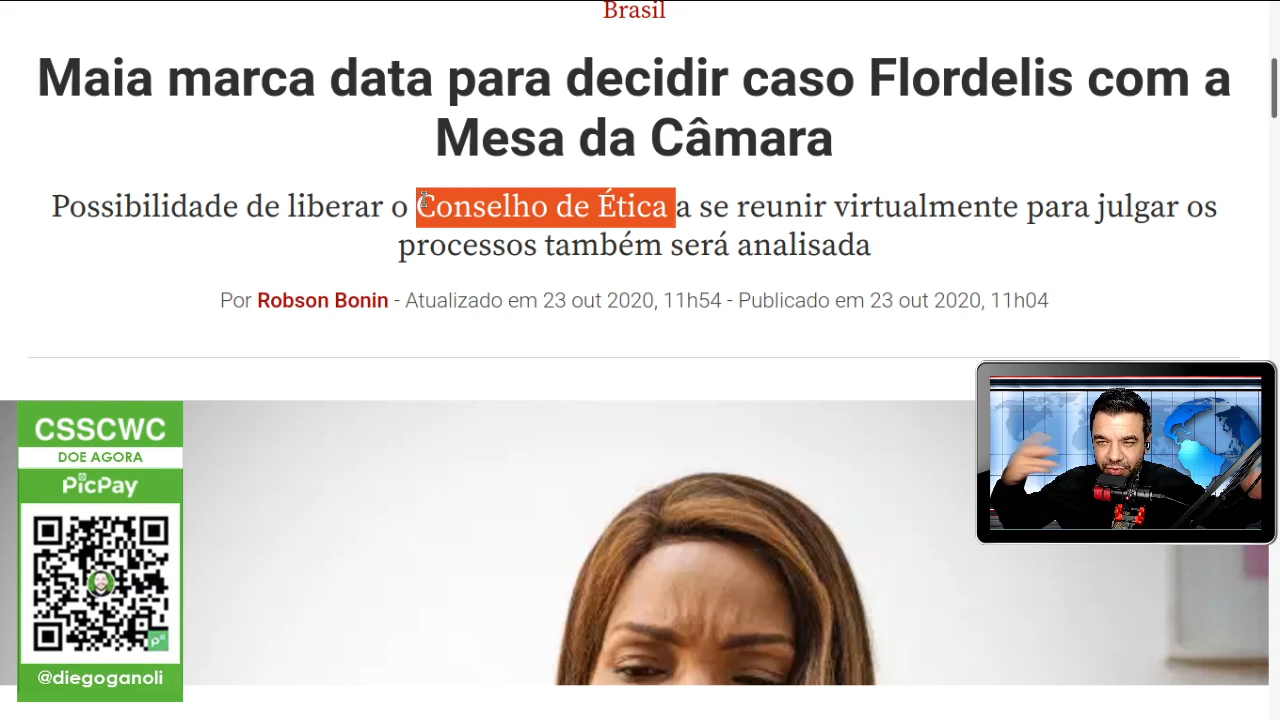 Brasil
Maia marca data para decidir caso Flordelis com a
Mesa da Câmara
Possibilidade de liberar o Conselho de Ética a se reunir virtualmente para julgar os
processos também será analisada
Por Robson Bonin - Atualizado em 23 out 2020, 11h54 - Publicado em 23 out 2020, 11h04
CSSCWC
DOE AGORA
PicPay
@diegoganoli